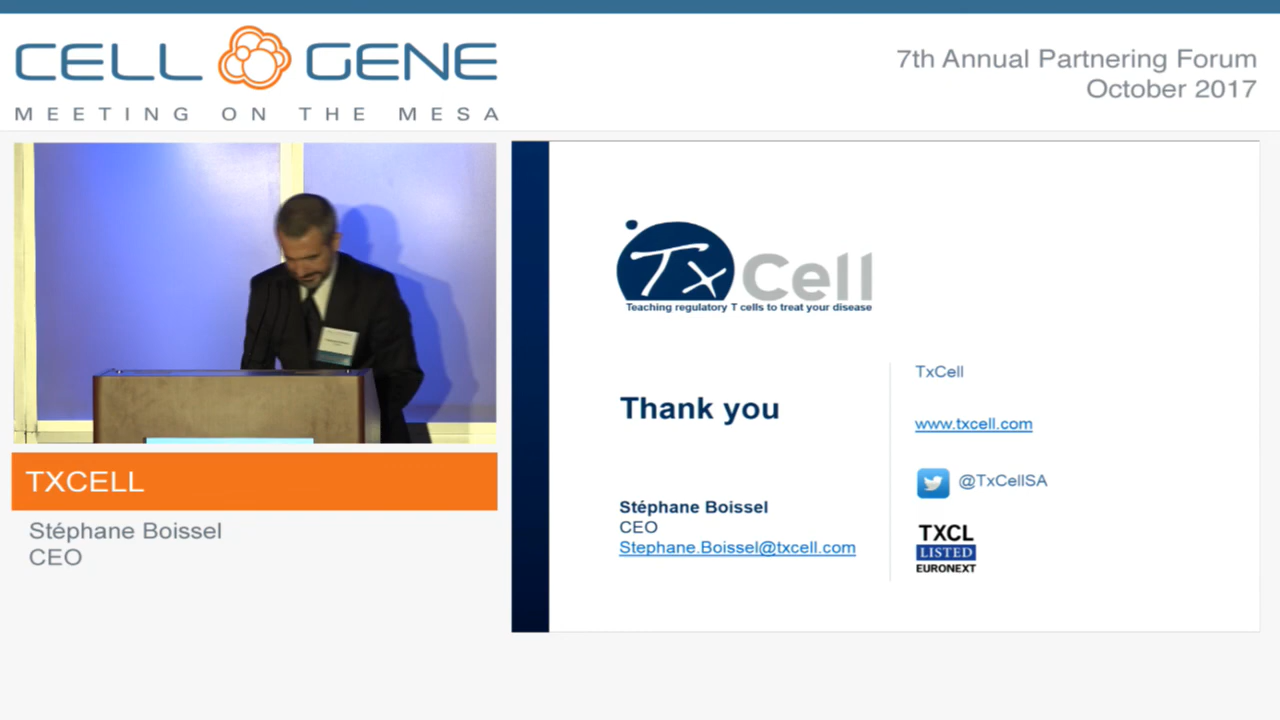 CELL GENE
MEETING ON THE MESA
7th Annual Partnering Forum
October 2017
TXCELL
Stéphane Boissel
CEO
TxCell
Teaching regulatory T cells to treat your disease
Thank you
Stéphane Boissel
CEO
Stephane.Boissel@txcell.com
TxCell
www.txcell.com
@TxCellSA
TXCL
LISTED
EURONEXT